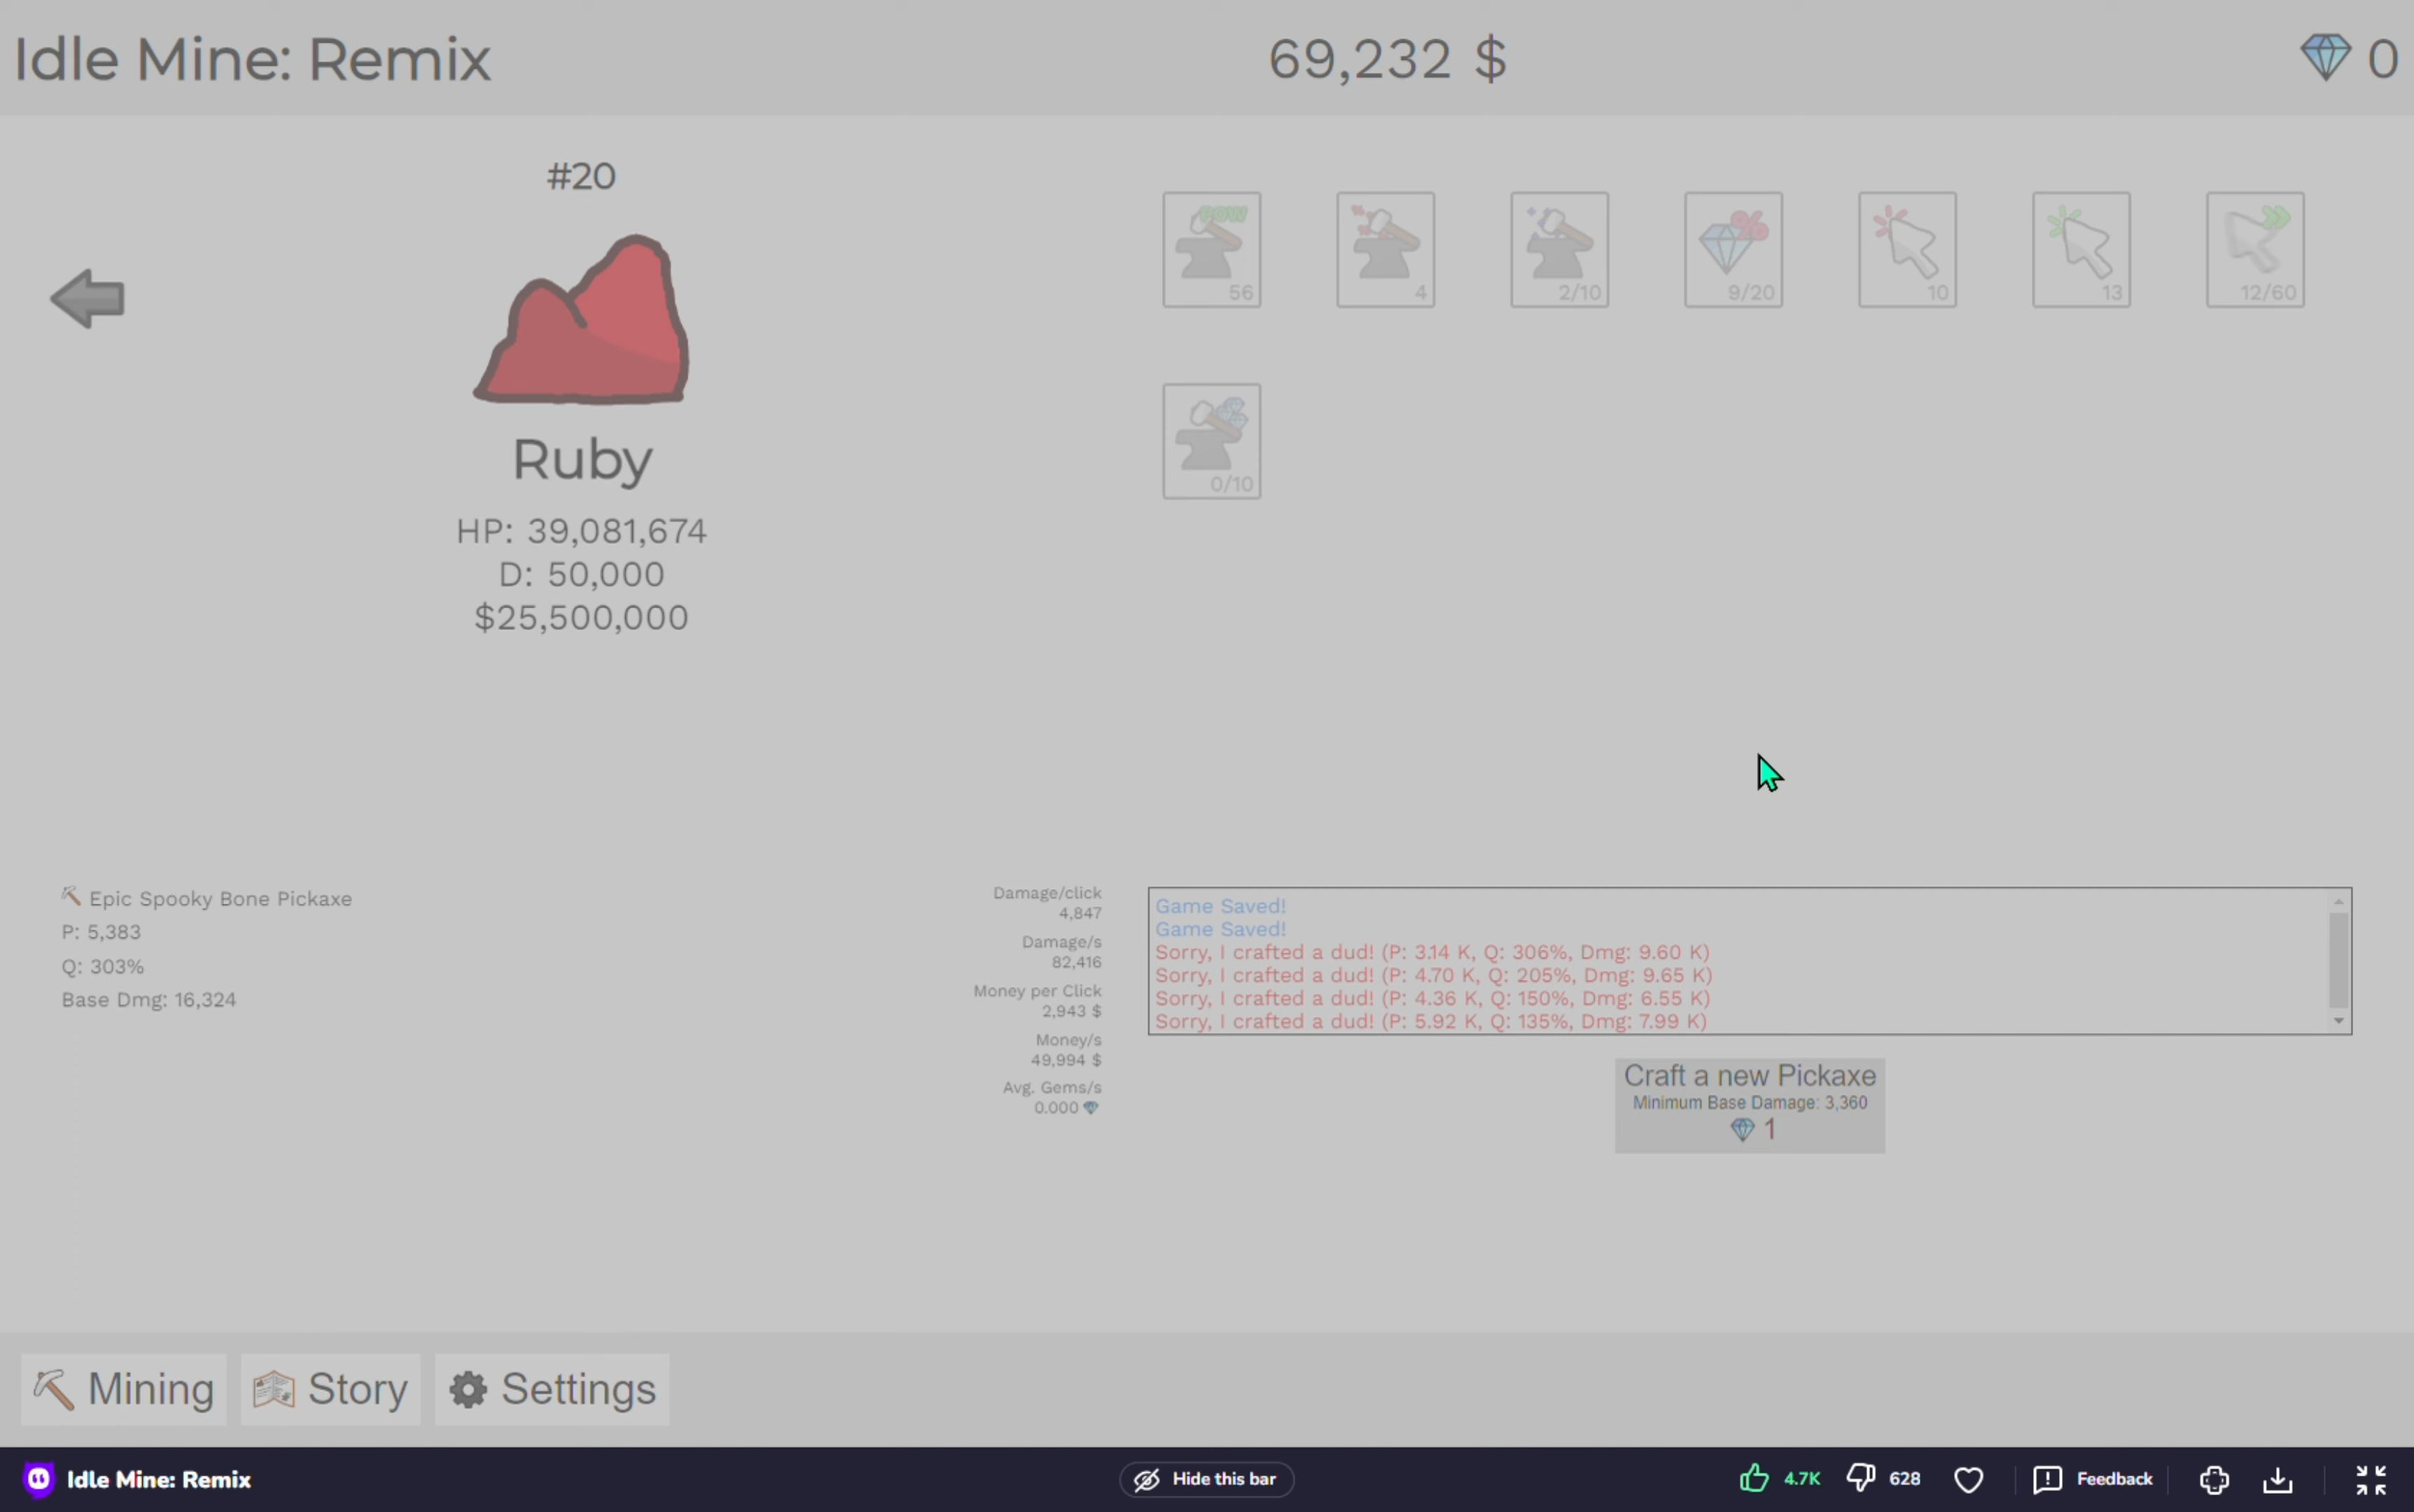 Idle Mine: Remix
69,232 $
0
#20
Ruby
HP: 39,081,674
D: 50,000
$25,500,000
POW
56
4
2/10
%
9/20
10
13
12/60
0/10
Epic Spooky Bone Pickaxe
P: 5,383
Q: 303%
Base Dmg: 16,324
Damage/click
4,847
Damage/s
82,416
Money per Click
2,943 $
Money/s
49,994 $
Avg. Gems/s
0.000
Game Saved!
Game Saved!
Sorry, I crafted a dud! (P: 3.14 K, Q: 306%, Dmg: 9.60 K)
Sorry, I crafted a dud! (P: 4.70 K, Q: 205%, Dmg: 9.65 K)
Sorry, I crafted a dud! (P: 4.36 K, Q: 150%, Dmg: 6.55 K)
Sorry, I crafted a dud! (P: 5.92 K, Q: 135%, Dmg: 7.99 K)
Craft a new Pickaxe
Minimum Base Damage: 3,360
1
Mining
Story
Settings
Idle Mine: Remix
Hide this bar
4.7K
628
Feedback